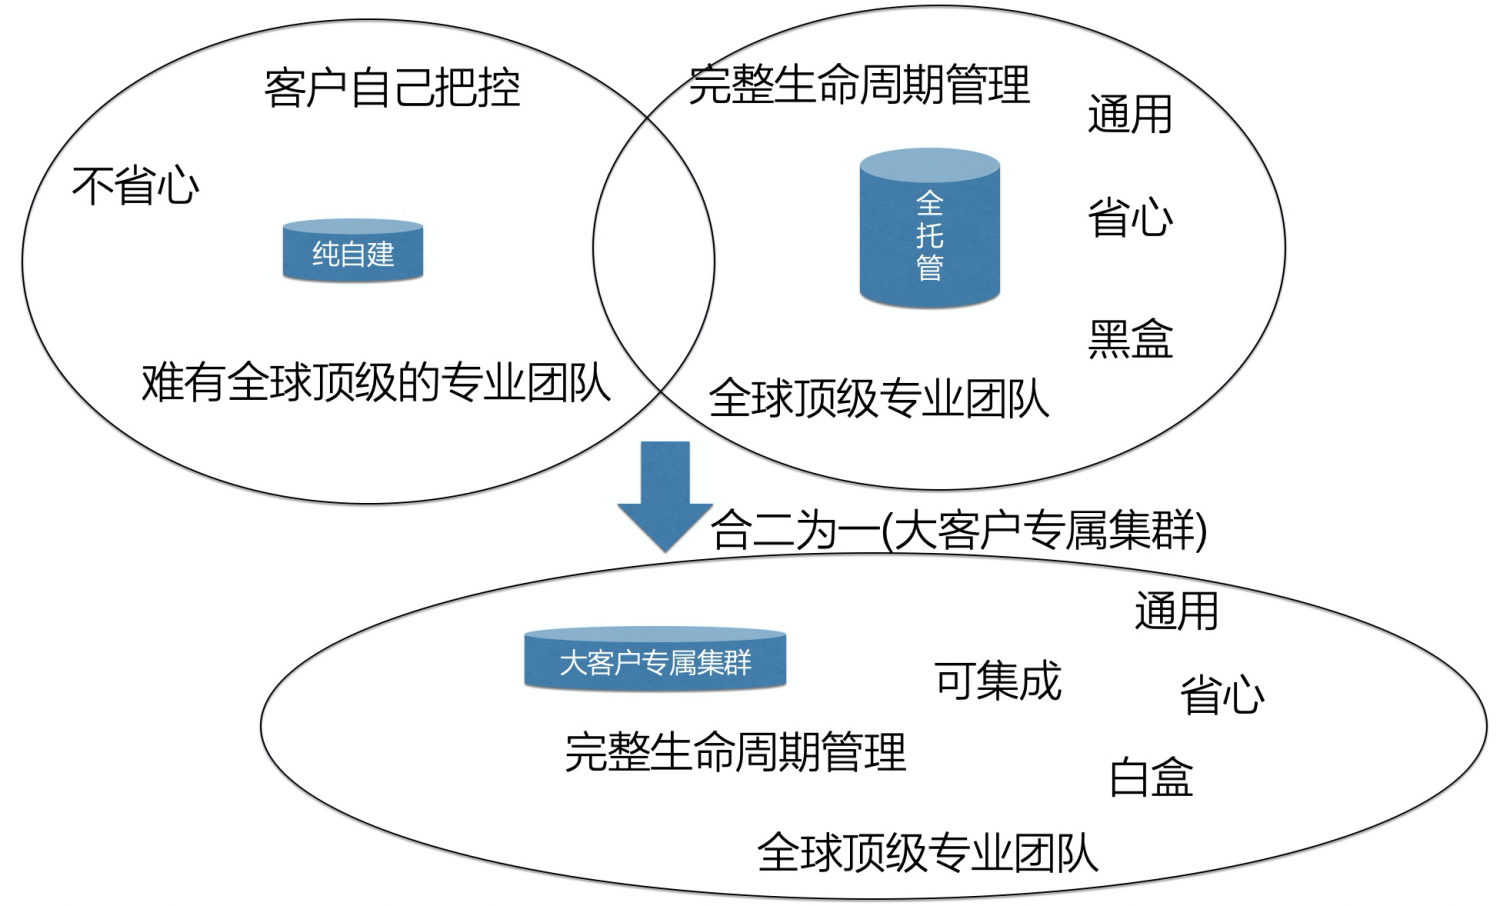 客户自己把控
不省心
纯自建
难有全球顶级的专业团队
完整生命周期管理
通用
全托管
省心
黑盒
全球顶级专业团队
合二为一(大客户专属集群)
通用
大客户专属集群
可集成
省心
完整生命周期管理
白盒
全球顶级专业团队